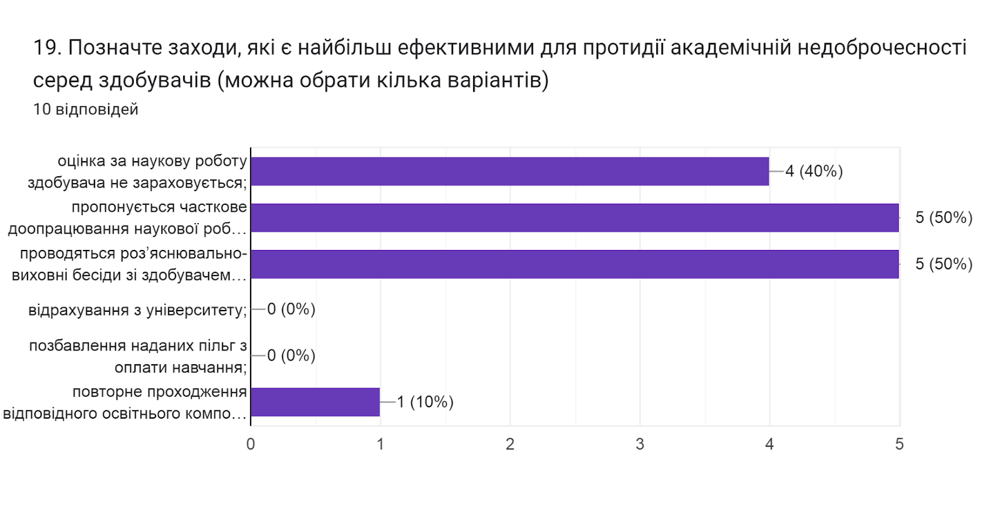 19. Позначте заходи, які є найбільш ефективними для протидії академічній недоброчесності
серед здобувачів (можна обрати кілька варіантів)
10 відповідей
оцінка за наукову роботу
здобувача не зараховується;
4 (40%)
пропонується часткове
доопрацювання наукової роб…
5 (50%)
проводяться роз’яснювально-
виховні бесіди зі здобувачем…
5 (50%)
відрахування з університету;
0 (0%)
позбавлення наданих пільг з
оплати навчання;
0 (0%)
повторне проходження
відповідного освітнього компо…
1 (10%)
0 1 2 3 4 5